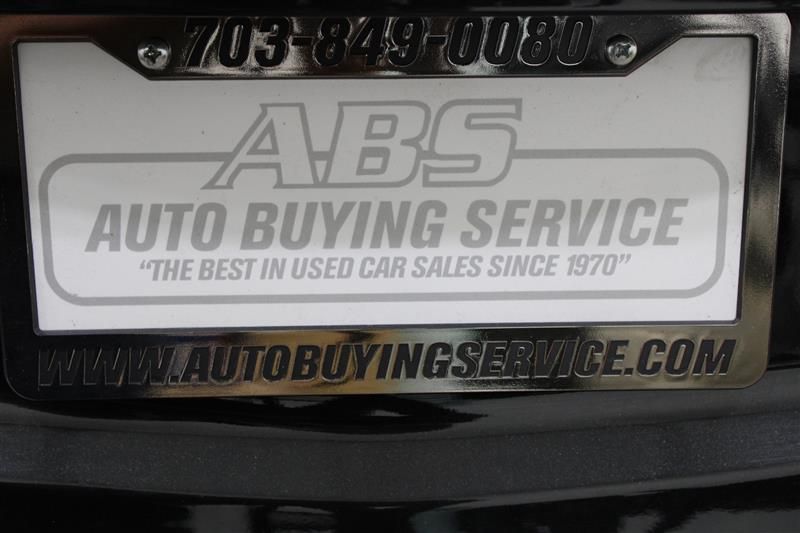 703-849-0080
ABS
AUTO BUYING SERVICE
“THE BEST IN USED CAR SALES SINCE 1970”
WWW.AUTOBUYINGSERVICE.COM